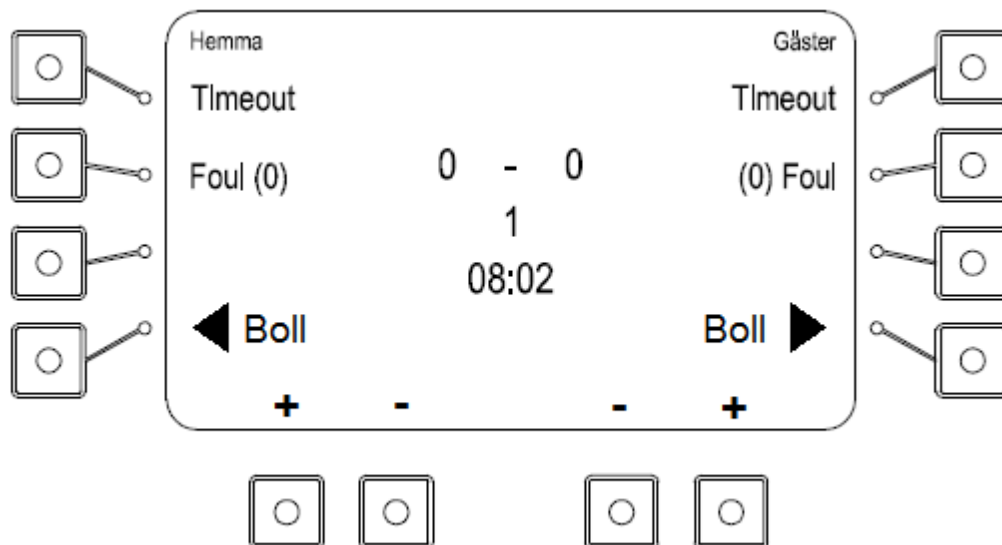 Hemma Gäster
TImeout TImeout
Foul (0) 0 - 0 (0) Foul
1
08:02
Boll Boll
+ - - +